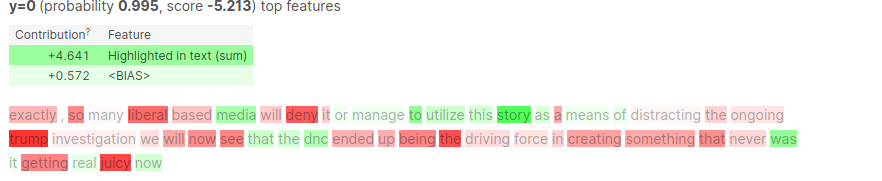 y=0 (probability 0.995, score -5.213) top features
Contribution? Feature
+4.641 Highlighted in text (sum)
+0.572 <BIAS>
exactly , so many liberal based media will deny it or manage to utilize this story as a means of distracting the ongoing
trump investigation we will now see that the dnc ended up being the driving force in creating something that never was
it getting real juicy now